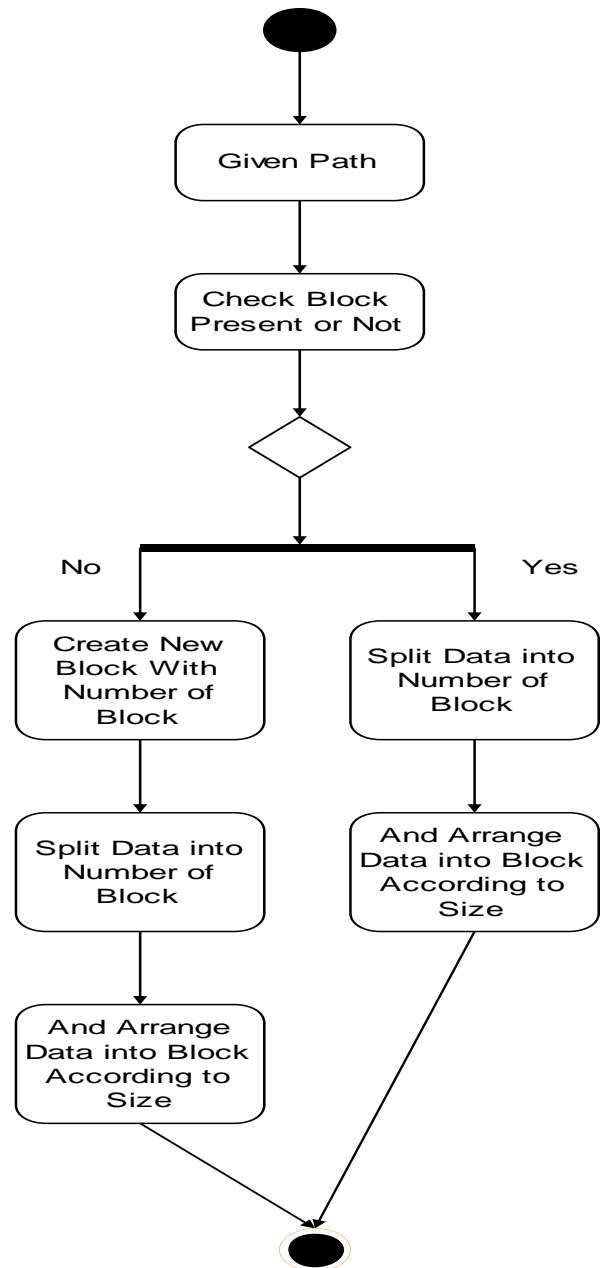 Given Path
Check Block
Present or Not
No
Yes
Create New
Block With
Number of
Block
Split Data into
Number of
Block
Split Data into
Number of
Block
And Arrange
Data into Block
According to
Size
And Arrange
Data into Block
According to
Size